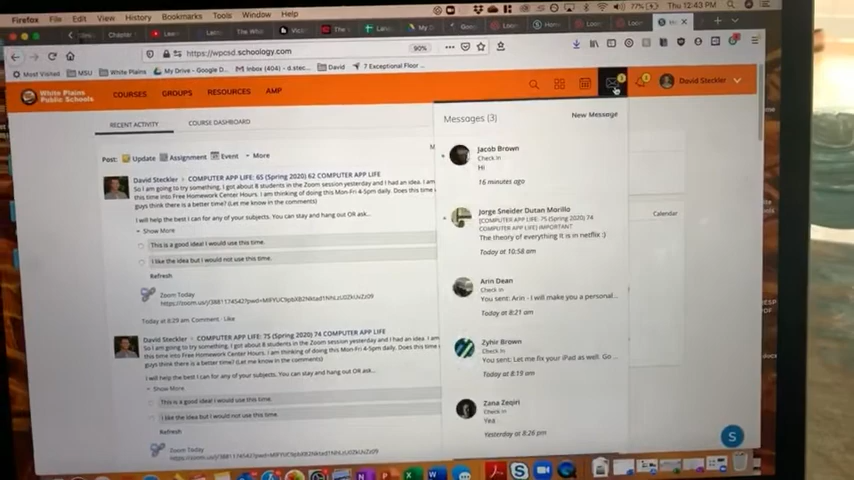 Firefox File Edit View History Bookmarks Tools Window Help
77% Thu 12:43 PM
Chapter
https://wpcsd.schoology.com
90%
Most Visited MSU White Plains My Drive - Google D... Inbox (404) - d.stec... David 7 Exceptional Floor ...
White Plains
Public Schools
COURSES GROUPS RESOURCES AMP
David Steckler
RECENT ACTIVITY COURSE DASHBOARD
Post: Update Assignment Event More
David Steckler COMPUTER APP LIFE: 65 (Spring 2020) 62 COMPUTER APP LIFE
So I am going to try something, I got about 8 students in the Zoom session yesterday and I had an idea. I am
this time into Free Homework Center Hours. I am thinking of doing this Mon-Fri 4-5pm daily. Does this time
guys think there is a better time? (Let me know in the comments)
I will help the best I can for any of your subjects. You can stay and hang out OR ask...
Show More
This is a good idea! I would use this time.
I like the idea but I would not use this time.
Refresh
Zoom Today
Today at 8:29 am Comment · Like
David Steckler COMPUTER APP LIFE: 75 (Spring 2020) 74 COMPUTER APP LIFE
So I am going to try something, I got about 8 students in the Zoom session yesterday and I had an idea. I am
this time into Free Homework Center Hours. I am thinking of doing this Mon-Fri 4-5pm daily. Does this time
guys think there is a better time? (Let me know in the comments)
I will help the best I can for any of your subjects. You can stay and hang out OR ask...
Show More
This is a good idea! I would use this time.
I like the idea but I would not use this time.
Refresh
Zoom Today
Messages (3) New Message
Jacob Brown
Check in
Hi
16 minutes ago
Jorge Sneider Dutan Morillo
[COMPUTER APP LIFE: 75 (Spring 2020) 74
COMPUTER APP LIFE] IMPORTANT
The theory of everything it is in netflix :)
Today at 10:58 am
Arin Dean
Check in
You sent: Arin - I will make you a personal...
Today at 8:21 am
Zyhir Brown
Check in
You sent: Let me fix your iPad as well. Go ...
Today at 8:19 am
Zana Zeqiri
Check in
Yea
Yesterday at 8:26 pm
Calendar
S